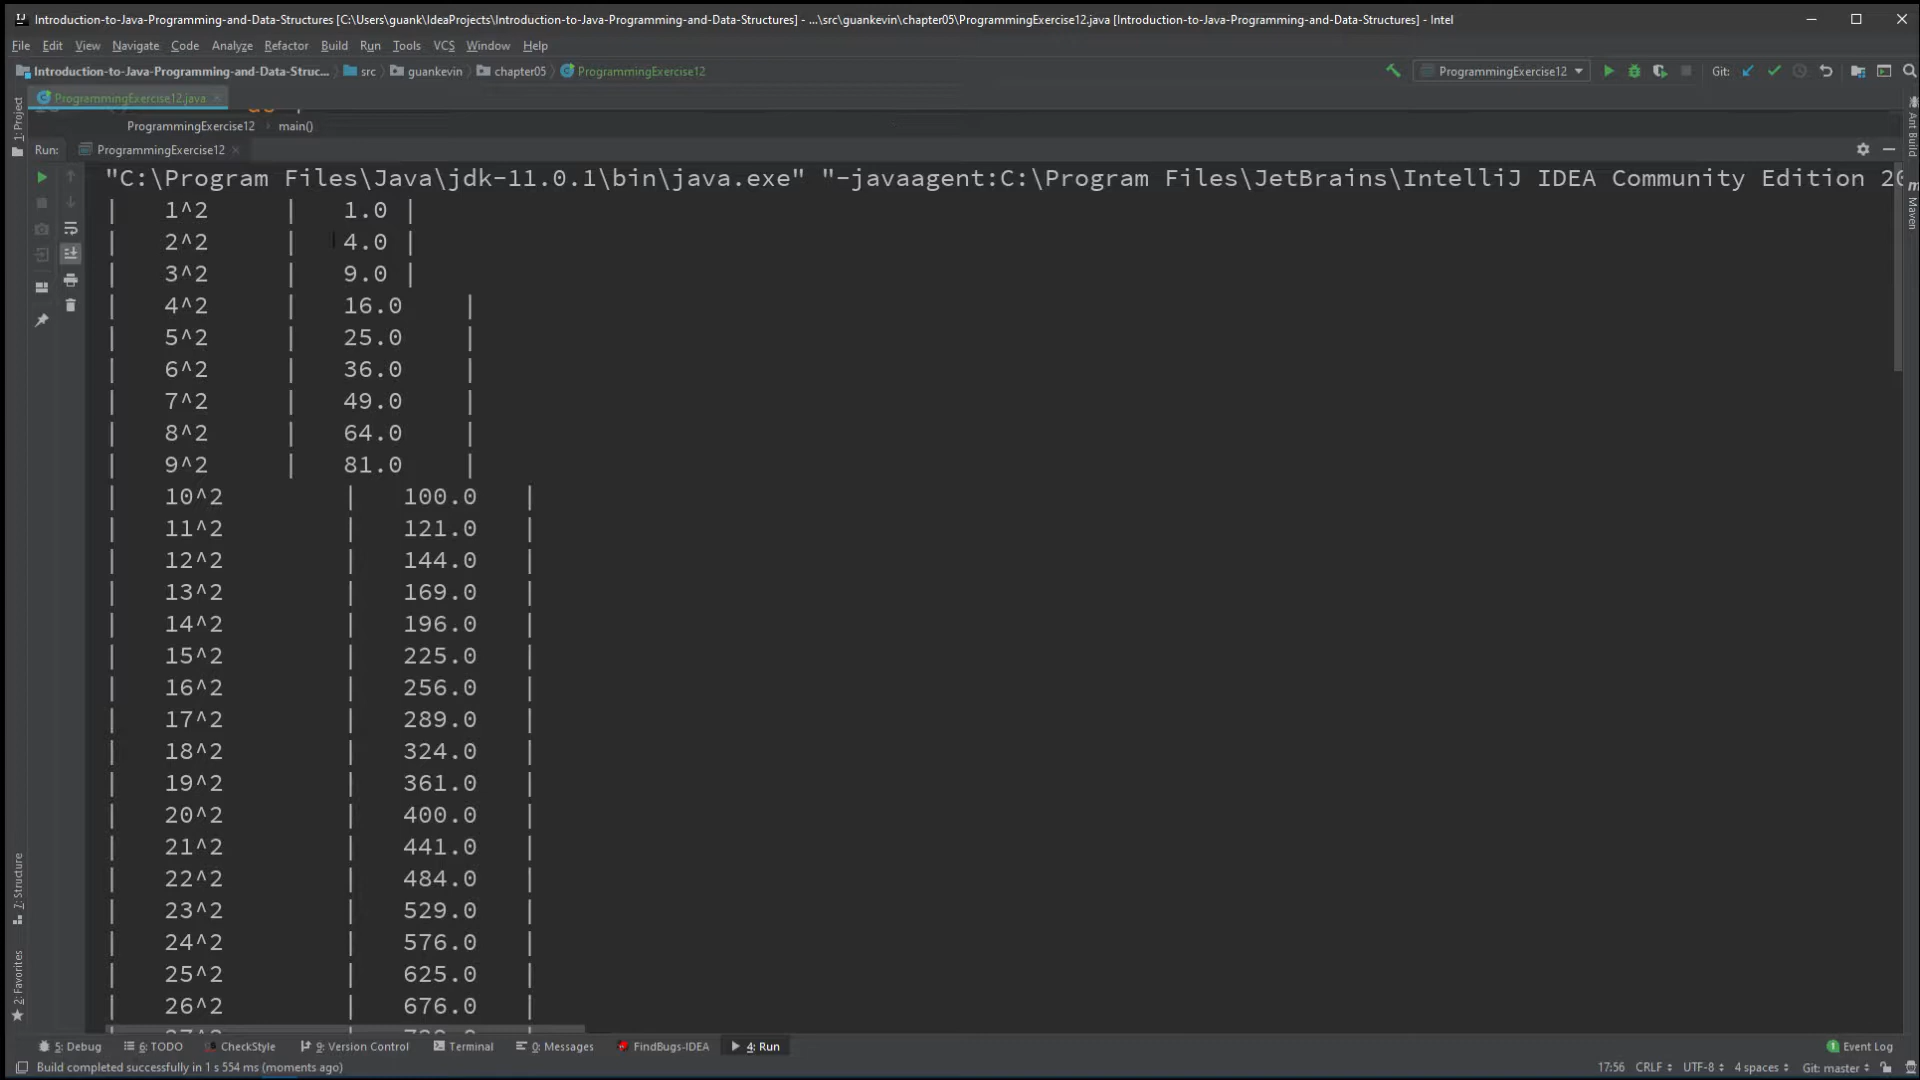 Introduction-to-Java-Programming-and-Data-Structures [C:\Users\guank\IdeaProjects\Introduction-to-Java-Programming-and-Data-Structures] - ...\src\guankevin\chapter05\ProgrammingExercise12.java [Introduction-to-Java-Programming-and-Data-Structures] - Intel
File Edit View Navigate Code Analyze Refactor Build Run Tools VCS Window Help
Introduction-to-Java-Programming-and-Data-Struc... src guankevin chapter05 ProgrammingExercise12 ProgrammingExercise12 Git:
ProgrammingExercise12.java
ProgrammingExercise12 main()
Run: ProgrammingExercise12
"C:\Program Files\Java\jdk-11.0.1\bin\java.exe" "-javaagent:C:\Program Files\JetBrains\IntelliJ IDEA Community Edition 20
| 1^2 | 1.0 |
| 2^2 | 4.0 |
| 3^2 | 9.0 |
| 4^2 | 16.0 |
| 5^2 | 25.0 |
| 6^2 | 36.0 |
| 7^2 | 49.0 |
| 8^2 | 64.0 |
| 9^2 | 81.0 |
| 10^2 | 100.0 |
| 11^2 | 121.0 |
| 12^2 | 144.0 |
| 13^2 | 169.0 |
| 14^2 | 196.0 |
| 15^2 | 225.0 |
| 16^2 | 256.0 |
| 17^2 | 289.0 |
| 18^2 | 324.0 |
| 19^2 | 361.0 |
| 20^2 | 400.0 |
| 21^2 | 441.0 |
| 22^2 | 484.0 |
| 23^2 | 529.0 |
| 24^2 | 576.0 |
| 25^2 | 625.0 |
| 26^2 | 676.0 |
1: Project
7: Structure
2: Favorites
Ant Build
Maven
5: Debug 6: TODO CheckStyle 9: Version Control Terminal 0: Messages FindBugs-IDEA 4: Run 1 Event Log
Build completed successfully in 1 s 554 ms (moments ago) 17:56 CRLF UTF-8 4 spaces Git: master